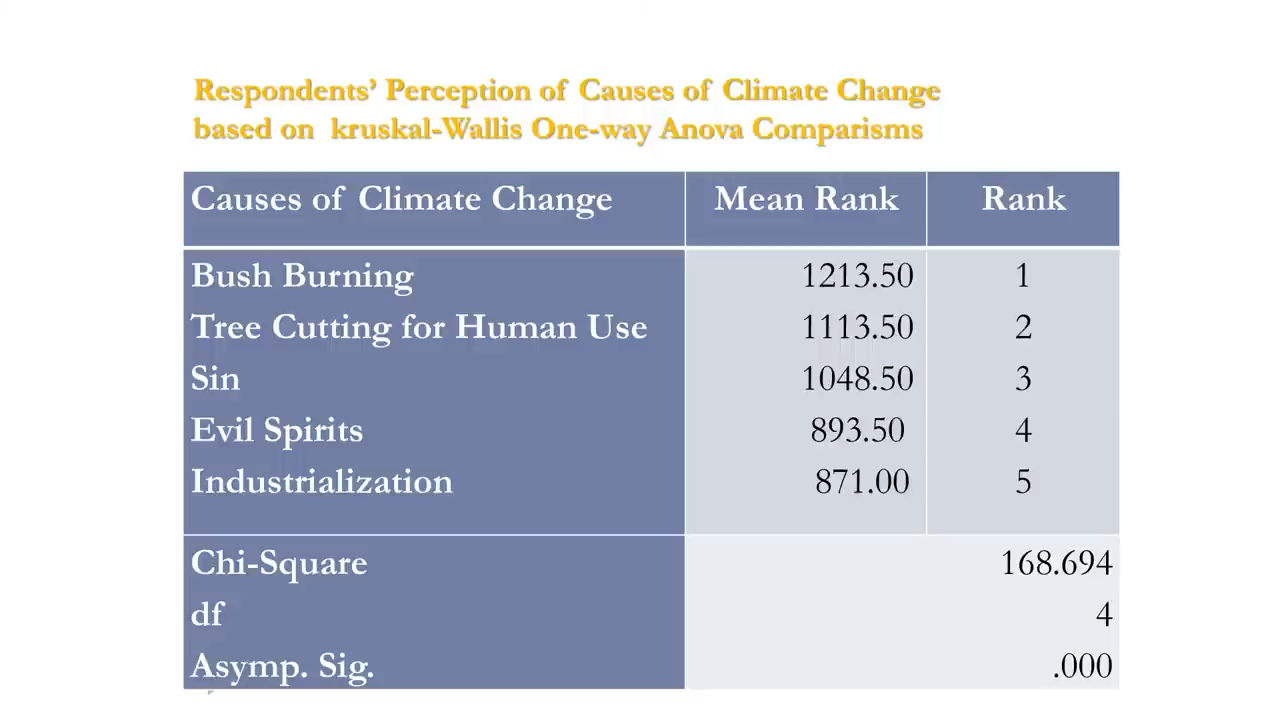 Respondents’ Perception of Causes of Climate Change
based on kruskal-Wallis One-way Anova Comparisms
Causes of Climate Change Mean Rank Rank
Bush Burning 1213.50 1
Tree Cutting for Human Use 1113.50 2
Sin 1048.50 3
Evil Spirits 893.50 4
Industrialization 871.00 5
Chi-Square 168.694
df 4
Asymp. Sig. .000